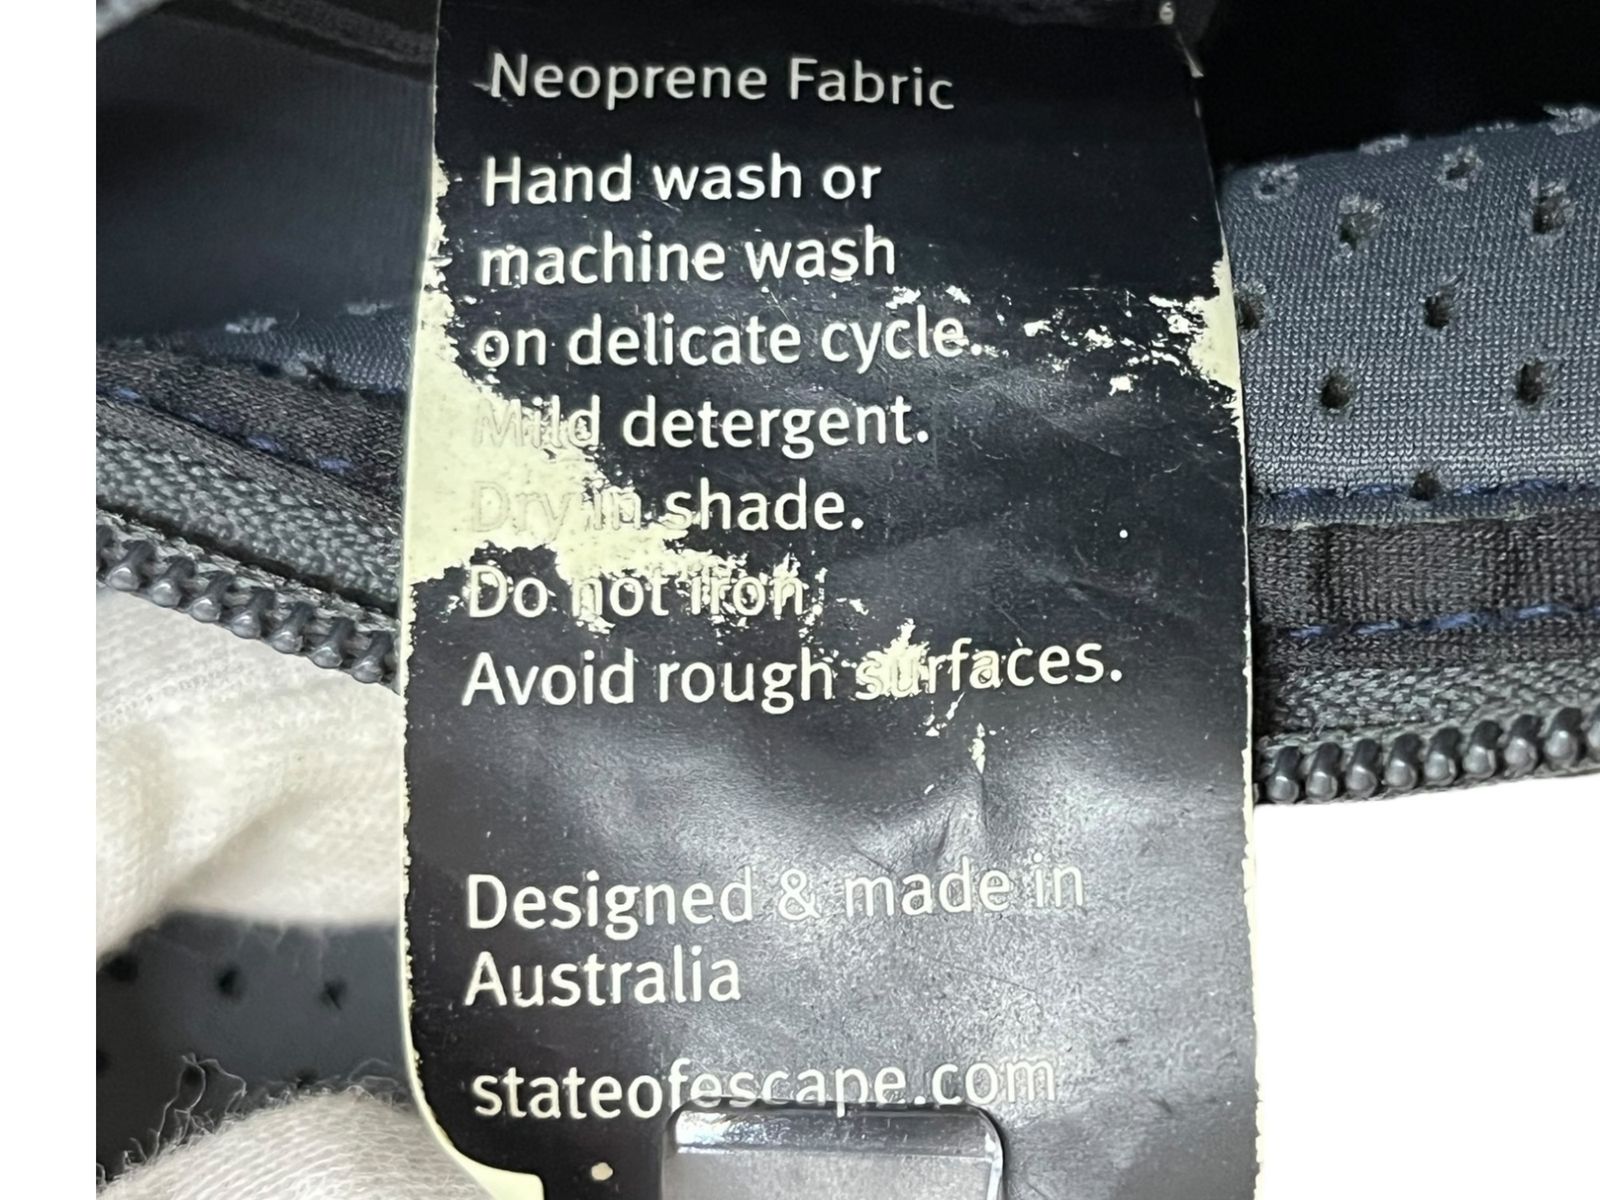 Neoprene Fabric
Hand wash or
machine wash
on delicate cycle.
Mild detergent.
Dry in shade.
Do not iron.
Avoid rough surfaces.
Designed & made in
Australia
stateofescape.com